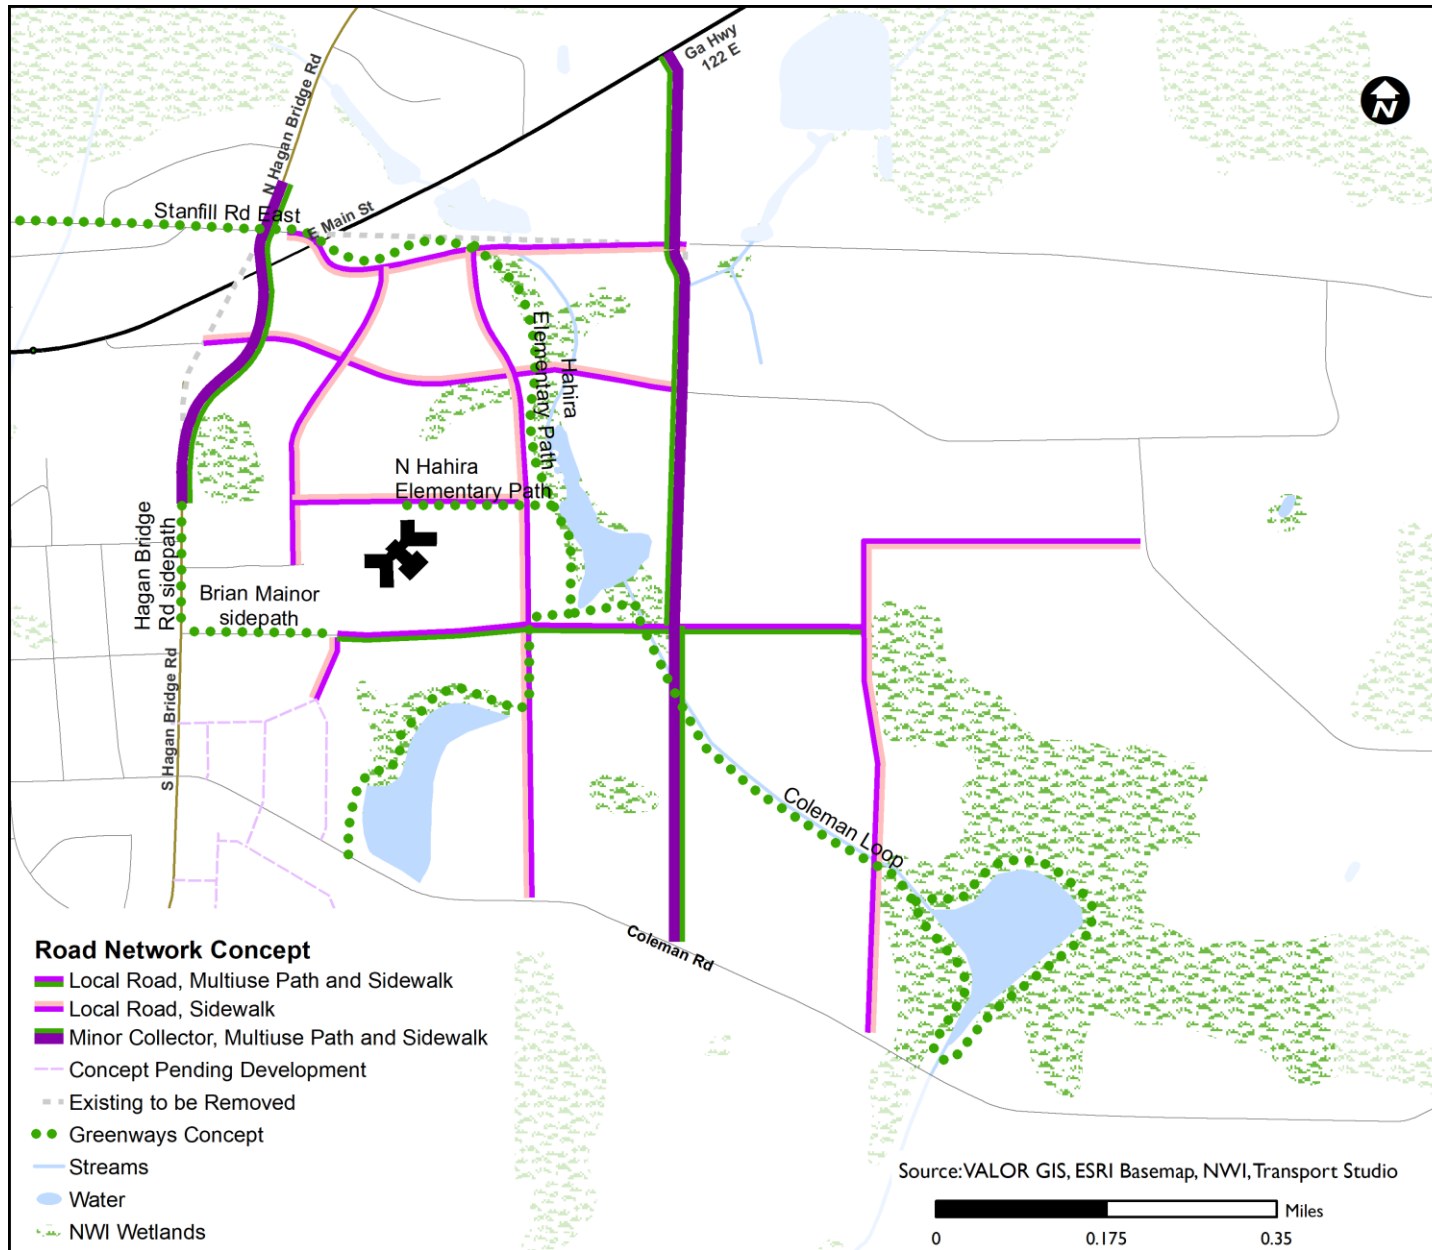 Ga Hwy
122 E
N
N Hagan Bridge Rd
Stanfill Rd East
E Main St
Elementary Path
Hahira
N Hahira
Elementary Path
Hagan Bridge
Rd sidepath
Brian Mainor
sidepath
S Hagan Bridge Rd
Coleman Loop
Coleman Rd
Road Network Concept
Local Road, Multiuse Path and Sidewalk
Local Road, Sidewalk
Minor Collector, Multiuse Path and Sidewalk
Concept Pending Development
Existing to be Removed
Greenways Concept
Streams
Water
NWI Wetlands
Source: VALOR GIS, ESRI Basemap, NWI, Transport Studio
Miles
0 0.175 0.35